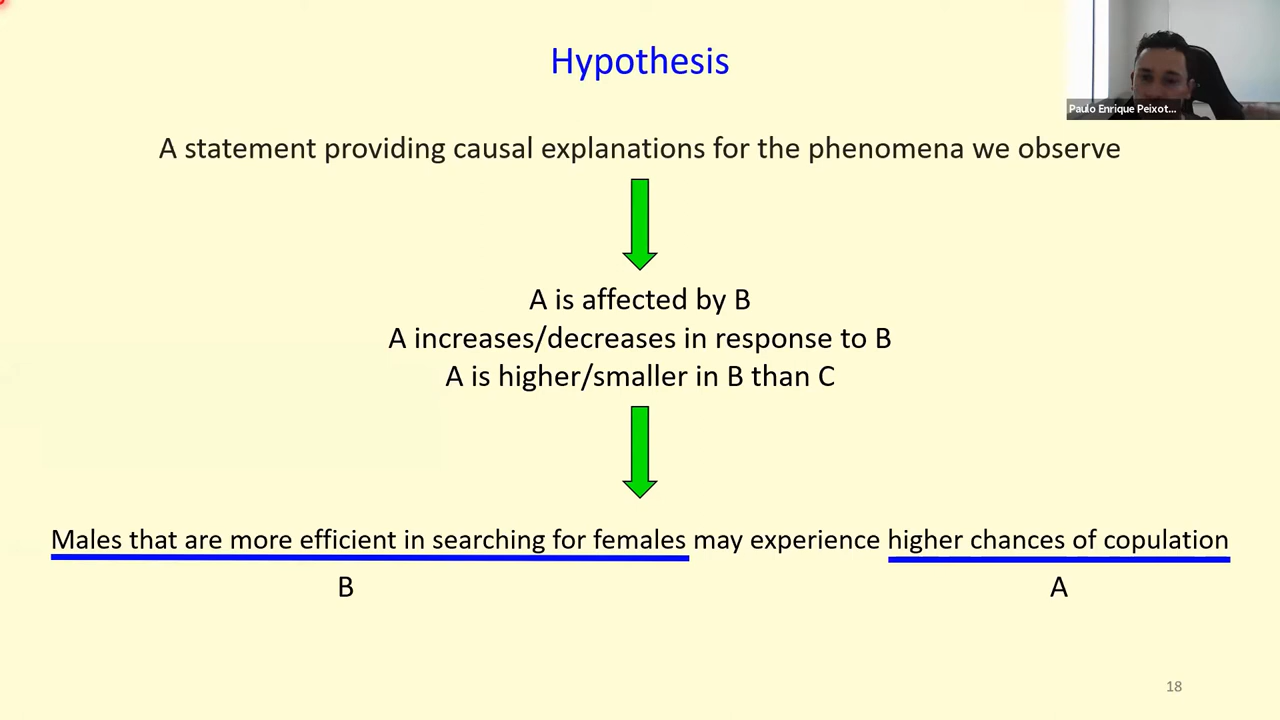 Hypothesis
Paulo Enrique Peixot...
A statement providing causal explanations for the phenomena we observe
A is affected by B
A increases/decreases in response to B
A is higher/smaller in B than C
Males that are more efficient in searching for females may experience higher chances of copulation
B
A
18